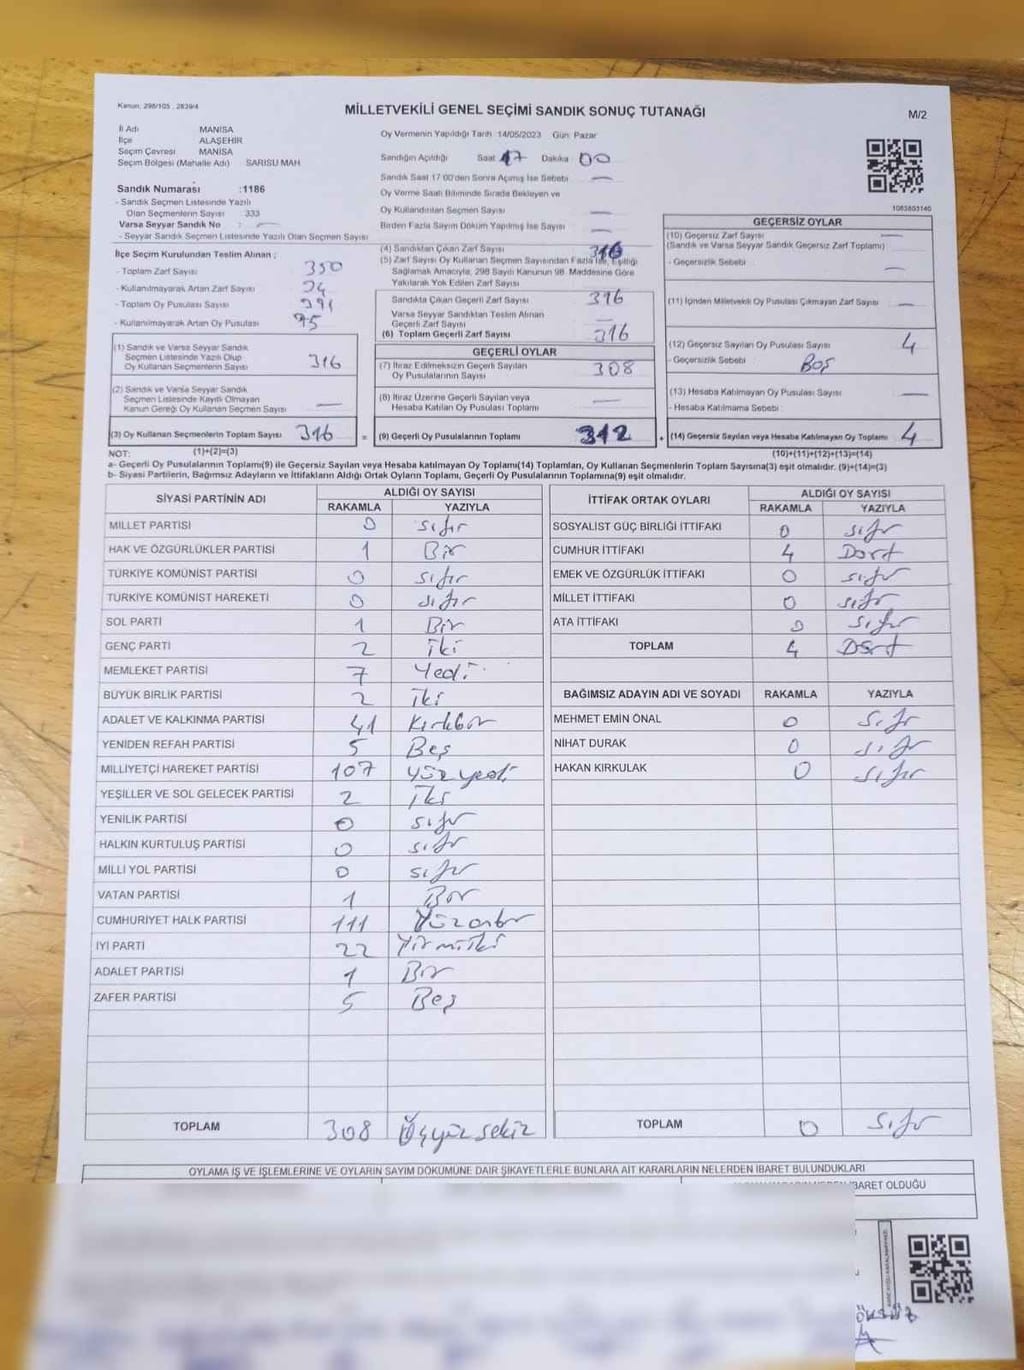 Kanun: 298/105 , 2839/4
MİLLETVEKİLİ GENEL SEÇİMİ SANDIK SONUÇ TUTANAĞI
M/2
İl Adı MANİSA
İlçe ALAŞEHİR
Seçim Çevresi MANİSA
Seçim Bölgesi (Mahalle Adı) SARISU MAH
Oy Vermenin Yapıldığı Tarih 14/05/2023 Gün: Pazar
Sandığın Açıldığı Saat 17 Dakika 00
Sandık Saat 17:00'den Sonra Açılmış İse Sebebi —
Oy Verme Saati Bitiminde Sırada Bekleyen ve
Oy Kullandırılan Seçmen Sayısı —
Birden Fazla Sayım Döküm Yapılmış İse Sayısı —
1083803140
Sandık Numarası :1186
- Sandık Seçmen Listesinde Yazılı
Olan Seçmenlerin Sayısı 333
Varsa Seyyar Sandık No : —
- Seyyar Sandık Seçmen Listesinde Yazılı Olan Seçmen Sayısı
İlçe Seçim Kurulundan Teslim Alınan ;
- Toplam Zarf Sayısı 350
- Kullanılmayarak Artan Zarf Sayısı 34
- Toplam Oy Pusulası Sayısı 391
- Kullanılmayarak Artan Oy Pusulası 75
(1) Sandık ve Varsa Seyyar Sandık
Seçmen Listesinde Yazılı Olup
Oy Kullanan Seçmenlerin Sayısı 316
(2) Sandık ve Varsa Seyyar Sandık
Seçmen Listesinde Kayıtlı Olmayan
Kanun Gereği Oy Kullanan Seçmen Sayısı —
(3) Oy Kullanan Seçmenlerin Toplam Sayısı 316
(4) Sandıktan Çıkan Zarf Sayısı 316
(5) Zarf Sayısı Oy Kullanan Seçmen Sayısından Fazla İse, Eşitliği
Sağlamak Amacıyla, 298 Sayılı Kanunun 98. Maddesine Göre
Yakılarak Yok Edilen Zarf Sayısı
Sandıkta Çıkan Geçerli Zarf Sayısı 316
Varsa Seyyar Sandıktan Teslim Alınan
Geçerli Zarf Sayısı —
(6) Toplam Geçerli Zarf Sayısı 316
GEÇERLİ OYLAR
(7) İtiraz Edilmeksizin Geçerli Sayılan
Oy Pusulalarının Sayısı 308
(8) İtiraz Üzerine Geçerli Sayılan veya
Hesaba Katılan Oy Pusulası Toplamı —
= (9) Geçerli Oy Pusulalarının Toplamı 312
GEÇERSİZ OYLAR
(10) Geçersiz Zarf Sayısı —
(Sandık ve Varsa Seyyar Sandık Geçersiz Zarf Toplamı)
- Geçersizlik Sebebi —
(11) İçinden Milletvekili Oy Pusulası Çıkmayan Zarf Sayısı —
(12) Geçersiz Sayılan Oy Pusulası Sayısı 4
- Geçersizlik Sebebi Boş
(13) Hesaba Katılmayan Oy Pusulası Sayısı —
- Hesaba Katılmama Sebebi
+ (14) Geçersiz Sayılan veya Hesaba Katılmayan Oy Toplamı 4
NOT: (1)+(2)=(3) (10)+(11)+(12)+(13)=(14)
a- Geçerli Oy Pusulalarının Toplamı(9) ile Geçersiz Sayılan veya Hesaba katılmayan Oy Toplamı(14) Toplamları, Oy Kullanan Seçmenlerin Toplam Sayısına(3) eşit olmalıdır. (9)+(14)=(3)
b- Siyasi Partilerin, Bağımsız Adayların ve İttifakların Aldığı Ortak Oyların Toplamı, Geçerli Oy Pusulalarının Toplamına(9) eşit olmalıdır.
SİYASİ PARTİNİN ADI ALDIĞI OY SAYISI
RAKAMLA YAZIYLA
MİLLET PARTİSİ 0 Sıfır
HAK VE ÖZGÜRLÜKLER PARTİSİ 1 Bir
TÜRKİYE KOMÜNİST PARTİSİ 0 sıfır
TÜRKİYE KOMÜNİST HAREKETİ 0 sıfır
SOL PARTİ 1 Bir
GENÇ PARTİ 2 iki
MEMLEKET PARTİSİ 7 Yedi
BÜYÜK BİRLİK PARTİSİ 2 iki
ADALET VE KALKINMA PARTİSİ 41 Kırkbir
YENİDEN REFAH PARTİSİ 5 Beş
MİLLİYETÇİ HAREKET PARTİSİ 107 Yüz yedi
YEŞİLLER VE SOL GELECEK PARTİSİ 2 İki
YENİLİK PARTİSİ 0 sıfır
HALKIN KURTULUŞ PARTİSİ 0 sıfır
MİLLİ YOL PARTİSİ 0 sıfır
VATAN PARTİSİ 1 Bir
CUMHURİYET HALK PARTİSİ 111 Yüzonbir
İYİ PARTİ 22 Yirmiiki
ADALET PARTİSİ 1 Bir
ZAFER PARTİSİ 5 Beş
TOPLAM 308 Üçyüz sekiz
İTTİFAK ORTAK OYLARI ALDIĞI OY SAYISI
RAKAMLA YAZIYLA
SOSYALİST GÜÇ BİRLİĞİ İTTİFAKI 0 sıfır
CUMHUR İTTİFAKI 4 Dört
EMEK VE ÖZGÜRLÜK İTTİFAKI 0 sıfır
MİLLET İTTİFAKI 0 sıfır
ATA İTTİFAKI 0 sıfır
TOPLAM 4 Dört
BAĞIMSIZ ADAYIN ADI VE SOYADI RAKAMLA YAZIYLA
MEHMET EMİN ÖNAL 0 Sıfır
NİHAT DURAK 0 sıfır
HAKAN KIRKULAK 0 sıfır
TOPLAM 0 Sıfır
OYLAMA İŞ VE İŞLEMLERİNE VE OYLARIN SAYIM DÖKÜMÜNE DAİR ŞİKAYETLERLE BUNLARA AİT KARARLARIN NELERDEN İBARET BULUNDUKLARI
İBARET OLDUĞU